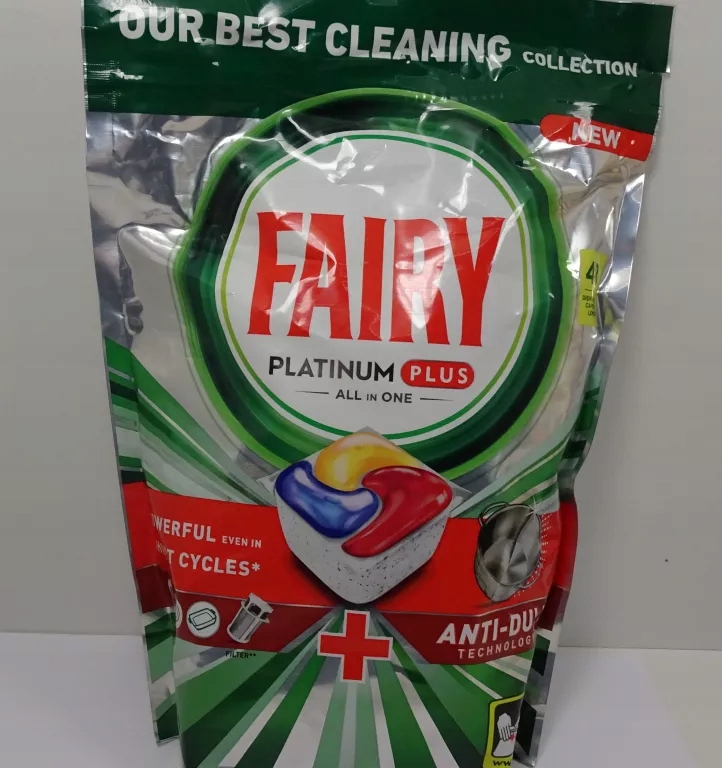 OUR BEST CLEANING COLLECTION
NEW
FAIRY
PLATINUM PLUS
ALL IN ONE
WERFUL EVEN IN
T CYCLES*
FILTER**
ANTI-DU
TECHNOLOG